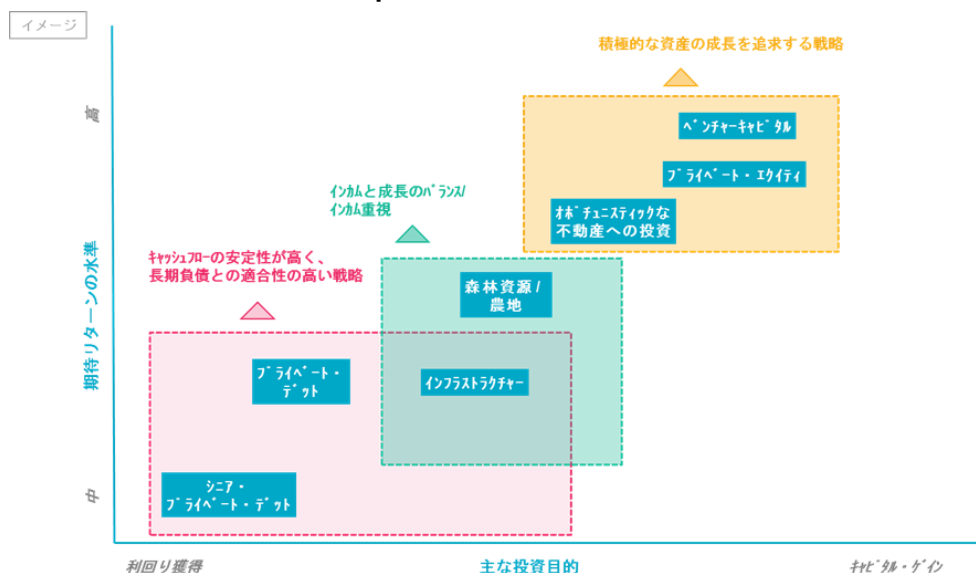 イメージ
積極的な資産の成長を追求する戦略
高
ﾍﾞﾝﾁｬｰｷｬﾋﾟﾀﾙ
ﾌﾟﾗｲﾍﾞｰﾄ・ｴｸｲﾃｨ
ｲﾝｶﾑと成長のﾊﾞﾗﾝｽ/
ｲﾝｶﾑ重視
ｵﾎﾟﾁｭﾆｽﾃｨｯｸな
不動産への投資
ｷｬｯｼｭﾌﾛｰの安定性が高く、
長期負債との適合性の高い戦略
森林資源/
農地
期待リターンの水準
ﾌﾟﾗｲﾍﾞｰﾄ・
ﾃﾞｯﾄ
ｲﾝﾌﾗｽﾄﾗｸﾁｬｰ
ｼﾆｱ・
ﾌﾟﾗｲﾍﾞｰﾄ・ﾃﾞｯﾄ
中
利回り獲得
主な投資目的
ｷｬﾋﾟﾀﾙ・ｹﾞｲﾝ